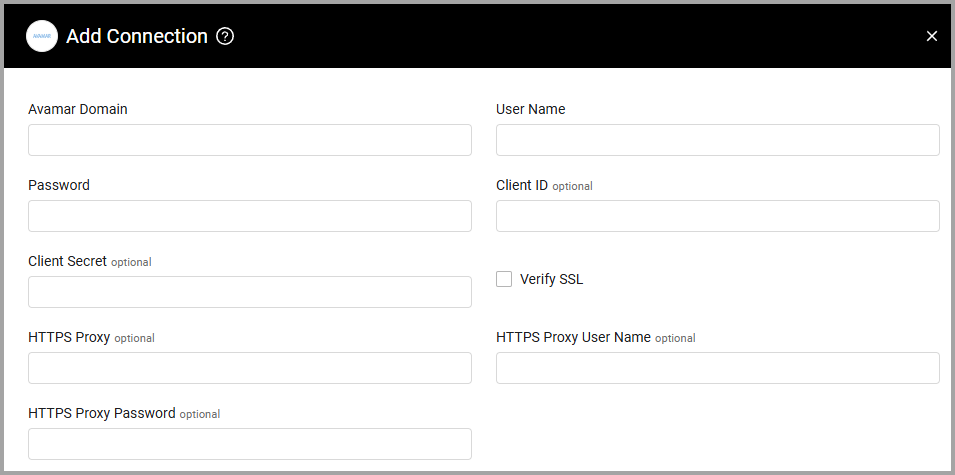 Add Connection ?
Avamar Domain
User Name
Password
Client ID optional
Client Secret optional
Verify SSL
HTTPS Proxy optional
HTTPS Proxy User Name optional
HTTPS Proxy Password optional